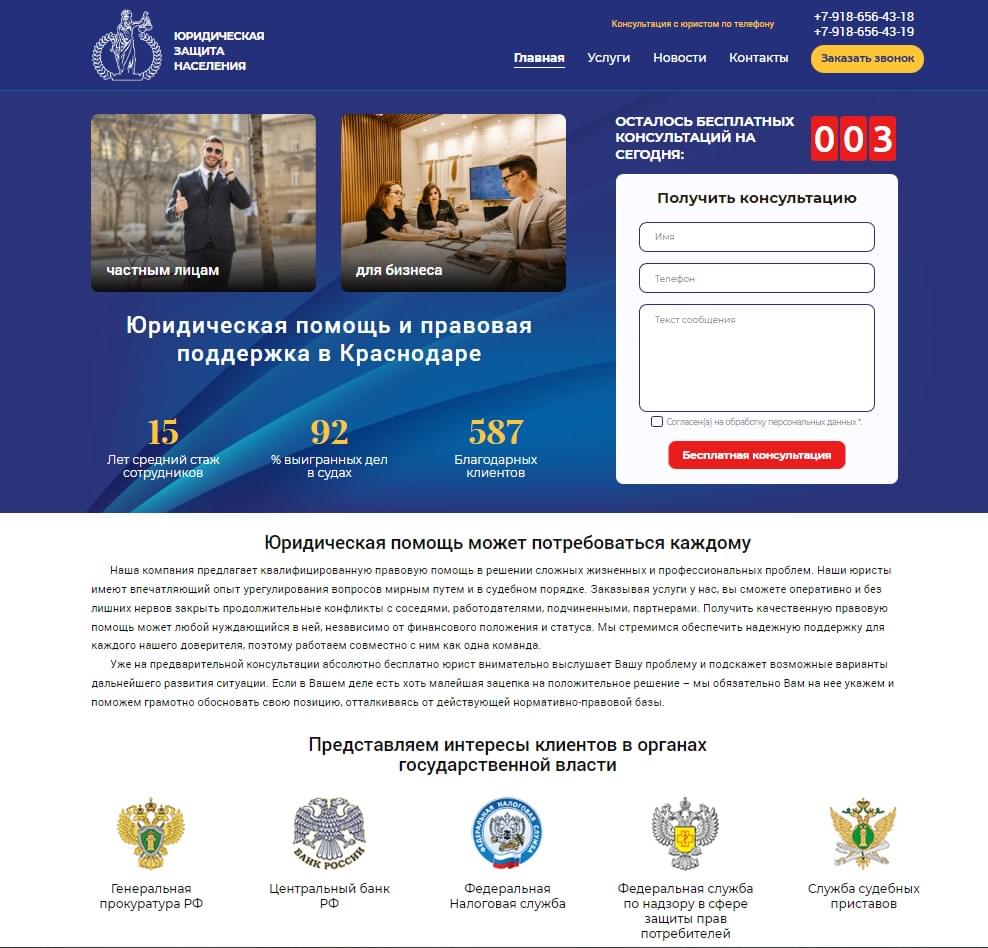 ЮРИДИЧЕСКАЯ
ЗАЩИТА
НАСЕЛЕНИЯ
Консультация с юристом по телефону
+7-918-656-43-18
+7-918-656-43-19
Главная Услуги Новости Контакты Заказать звонок
частным лицам
для бизнеса
ОСТАЛОСЬ БЕСПЛАТНЫХ
КОНСУЛЬТАЦИЙ НА
СЕГОДНЯ:
003
Получить консультацию
Имя
Телефон
Текст сообщения
Согласен(а) на обработку персональных данных *.
Бесплатная консультация
Юридическая помощь и правовая
поддержка в Краснодаре
15
Лет средний стаж
сотрудников
92
% выигранных дел
в судах
587
Благодарных
клиентов
Юридическая помощь может потребоваться каждому
Наша компания предлагает квалифицированную правовую помощь в решении сложных жизненных и профессиональных проблем. Наши юристы
имеют впечатляющий опыт урегулирования вопросов мирным путем и в судебном порядке. Заказывая услуги у нас, вы сможете оперативно и без
лишних нервов закрыть продолжительные конфликты с соседями, работодателями, подчиненными, партнерами. Получить качественную правовую
помощь может любой нуждающийся в ней, независимо от финансового положения и статуса. Мы стремимся обеспечить надежную поддержку для
каждого нашего доверителя, поэтому работаем совместно с ним как одна команда.
Уже на предварительной консультации абсолютно бесплатно юрист внимательно выслушает Вашу проблему и подскажет возможные варианты
дальнейшего развития ситуации. Если в Вашем деле есть хоть малейшая зацепка на положительное решение – мы обязательно Вам на нее укажем и
поможем грамотно обосновать свою позицию, отталкиваясь от действующей нормативно-правовой базы.
Представляем интересы клиентов в органах
государственной власти
БАНК РОССИИ
ФЕДЕРАЛЬНАЯ НАЛОГОВАЯ СЛУЖБА
Генеральная
прокуратура РФ
Центральный банк
РФ
Федеральная
Налоговая служба
Федеральная служба
по надзору в сфере
защиты прав
потребителей
Служба судебных
приставов